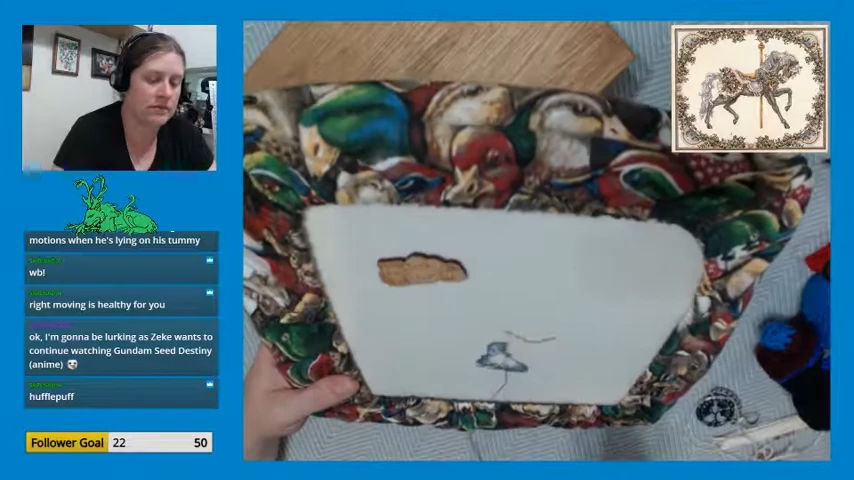 motions when he's lying on his tummy
wb!
right moving is healthy for you
ok, I'm gonna be lurking as Zeke wants to
continue watching Gundam Seed Destiny
(anime)
hufflepuff
Follower Goal 22 50